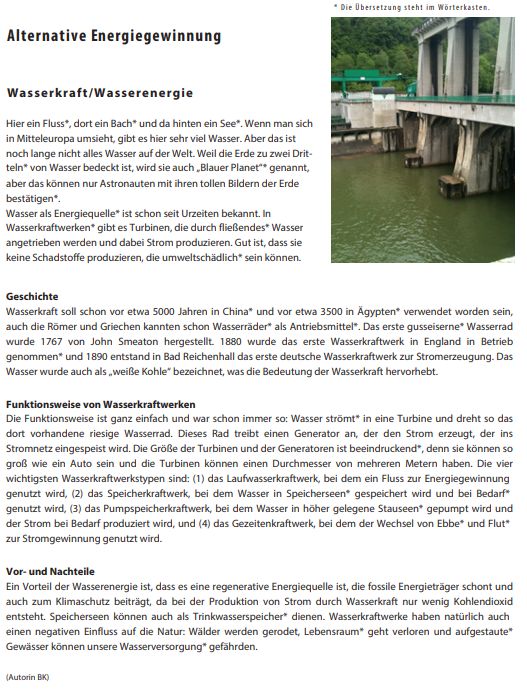 * Die Übersetzung steht im Wörterkasten.
Alternative Energiegewinnung
Wasserkraft/Wasserenergie
Hier ein Fluss*, dort ein Bach* und da hinten ein See*. Wenn man sich
in Mitteleuropa umsieht, gibt es hier sehr viel Wasser. Aber das ist
noch lange nicht alles Wasser auf der Welt. Weil die Erde zu zwei Drit-
teln* von Wasser bedeckt ist, wird sie auch „Blauer Planet“* genannt,
aber das können nur Astronauten mit ihren tollen Bildern der Erde
bestätigen*.
Wasser als Energiequelle* ist schon seit Urzeiten bekannt. In
Wasserkraftwerken* gibt es Turbinen, die durch fließendes* Wasser
angetrieben werden und dabei Strom produzieren. Gut ist, dass sie
keine Schadstoffe produzieren, die umweltschädlich* sein können.
Geschichte
Wasserkraft soll schon vor etwa 5000 Jahren in China* und vor etwa 3500 in Ägypten* verwendet worden sein,
auch die Römer und Griechen kannten schon Wasserräder* als Antriebsmittel*. Das erste gusseiserne* Wasserrad
wurde 1767 von John Smeaton hergestellt. 1880 wurde das erste Wasserkraftwerk in England in Betrieb
genommen* und 1890 entstand in Bad Reichenhall das erste deutsche Wasserkraftwerk zur Stromerzeugung. Das
Wasser wurde auch als „weiße Kohle“ bezeichnet, was die Bedeutung der Wasserkraft hervorhebt.
Funktionsweise von Wasserkraftwerken
Die Funktionsweise ist ganz einfach und war schon immer so: Wasser strömt* in eine Turbine und dreht so das
dort vorhandene riesige Wasserrad. Dieses Rad treibt einen Generator an, der den Strom erzeugt, der ins
Stromnetz eingespeist wird. Die Größe der Turbinen und der Generatoren ist beeindruckend*, denn sie können so
groß wie ein Auto sein und die Turbinen können einen Durchmesser von mehreren Metern haben. Die vier
wichtigsten Wasserkraftwerkstypen sind: (1) das Laufwasserkraftwerk, bei dem ein Fluss zur Energiegewinnung
genutzt wird, (2) das Speicherkraftwerk, bei dem Wasser in Speicherseen* gespeichert wird und bei Bedarf*
genutzt wird, (3) das Pumpspeicherkraftwerk, bei dem Wasser in höher gelegene Stauseen* gepumpt wird und
der Strom bei Bedarf produziert wird, und (4) das Gezeitenkraftwerk, bei dem der Wechsel von Ebbe* und Flut*
zur Stromgewinnung genutzt wird.
Vor- und Nachteile
Ein Vorteil der Wasserenergie ist, dass es eine regenerative Energiequelle ist, die fossile Energieträger schont und
auch zum Klimaschutz beiträgt, da bei der Produktion von Strom durch Wasserkraft nur wenig Kohlendioxid
entsteht. Speicherseen können auch als Trinkwasserspeicher* dienen. Wasserkraftwerke haben natürlich auch
einen negativen Einfluss auf die Natur: Wälder werden gerodet, Lebensraum* geht verloren und aufgestaute*
Gewässer können unsere Wasserversorgung* gefährden.
(Autorin BK)